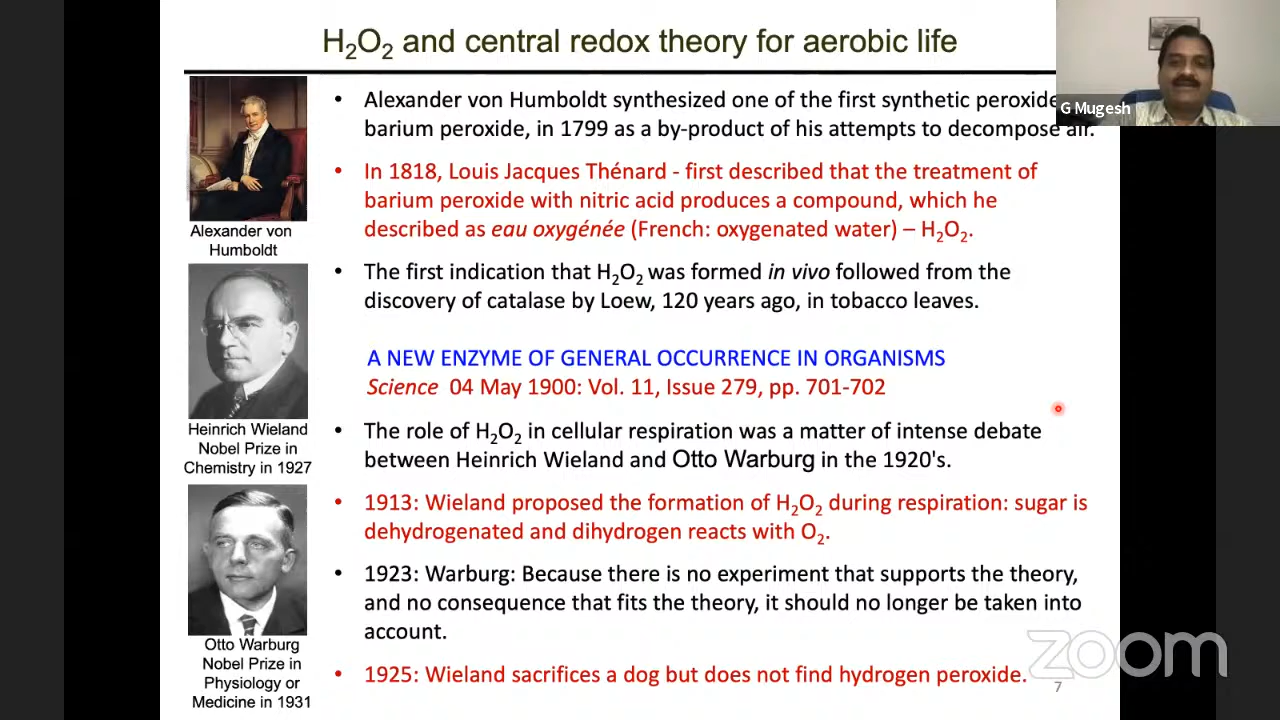 H₂O₂ and central redox theory for aerobic life
G Mugesh
• Alexander von Humboldt synthesized one of the first synthetic peroxide
barium peroxide, in 1799 as a by-product of his attempts to decompose air.
• In 1818, Louis Jacques Thénard - first described that the treatment of
barium peroxide with nitric acid produces a compound, which he
described as eau oxygénée (French: oxygenated water) – H₂O₂.
Alexander von
Humboldt
• The first indication that H₂O₂ was formed in vivo followed from the
discovery of catalase by Loew, 120 years ago, in tobacco leaves.
A NEW ENZYME OF GENERAL OCCURRENCE IN ORGANISMS
Science 04 May 1900: Vol. 11, Issue 279, pp. 701-702
Heinrich Wieland
Nobel Prize in
Chemistry in 1927
• The role of H₂O₂ in cellular respiration was a matter of intense debate
between Heinrich Wieland and Otto Warburg in the 1920's.
• 1913: Wieland proposed the formation of H₂O₂ during respiration: sugar is
dehydrogenated and dihydrogen reacts with O₂.
• 1923: Warburg: Because there is no experiment that supports the theory,
and no consequence that fits the theory, it should no longer be taken into
account.
Otto Warburg
Nobel Prize in
Physiology or
Medicine in 1931
• 1925: Wieland sacrifices a dog but does not find hydrogen peroxide.
7
zoom